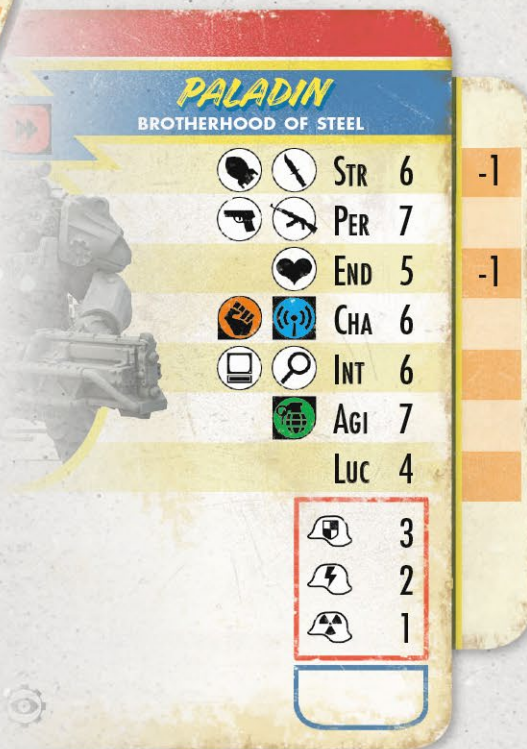 PALADIN
BROTHERHOOD OF STEEL
STR 6 -1
PER 7
END 5 -1
CHA 6
INT 6
AGI 7
LUC 4
3
2
1